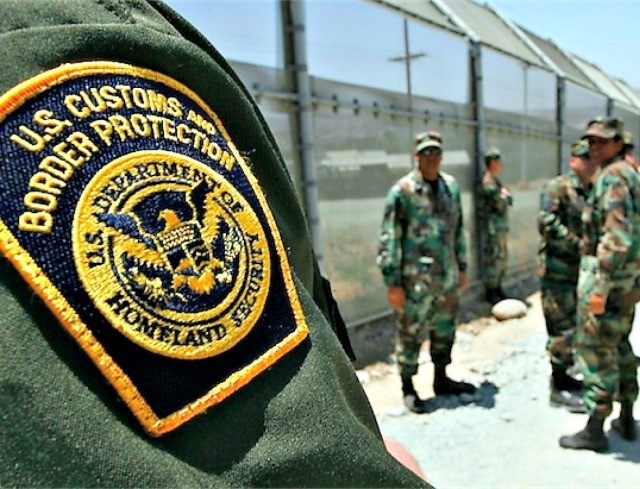 U.S. CUSTOMS AND
BORDER PROTECTION
U.S. DEPARTMENT OF
HOMELAND SECURITY